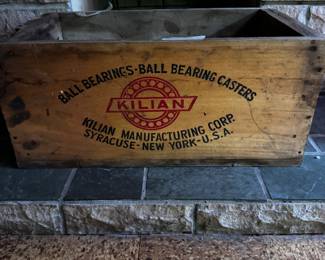 BALL BEARINGS-BALL BEARING CASTERS
KILIAN
KILIAN MANUFACTURING CORP.
SYRACUSE-NEW YORK-U.S.A.